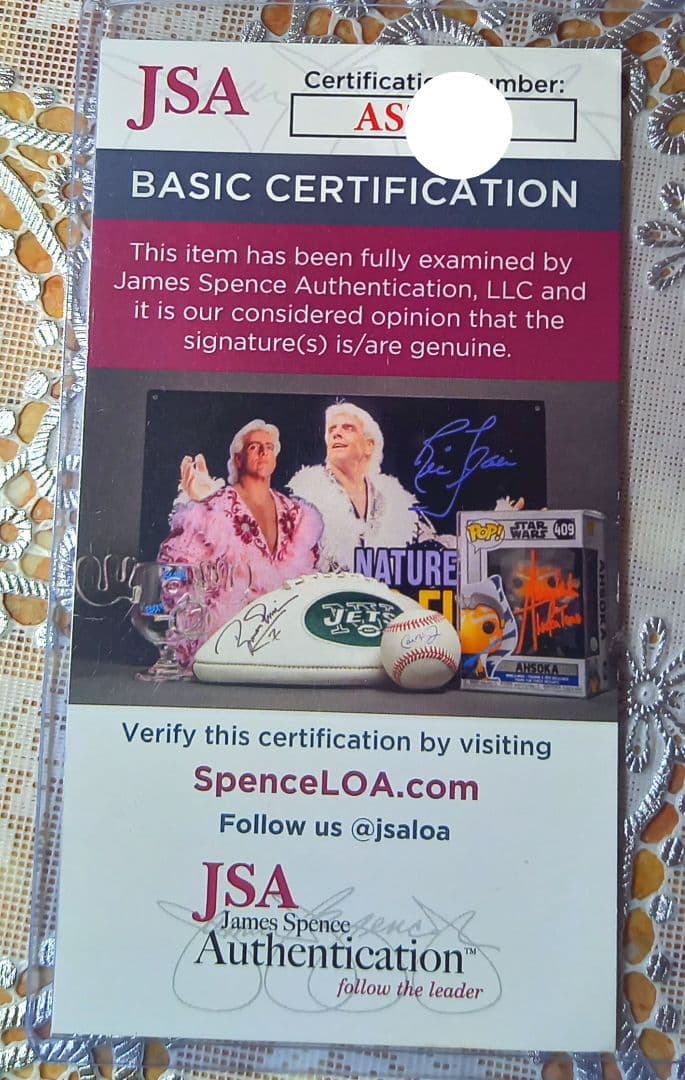 JSA
Certificati mber:
AS
BASIC CERTIFICATION
This item has been fully examined by
James Spence Authentication, LLC and
it is our considered opinion that the
signature(s) is/are genuine.
NATURE
POP! STAR WARS 409
JETS
AHSOKA
AHSOKA
Verify this certification by visiting
SpenceLOA.com
Follow us @jsaloa
JSA
James Spence
Authentication™
follow the leader